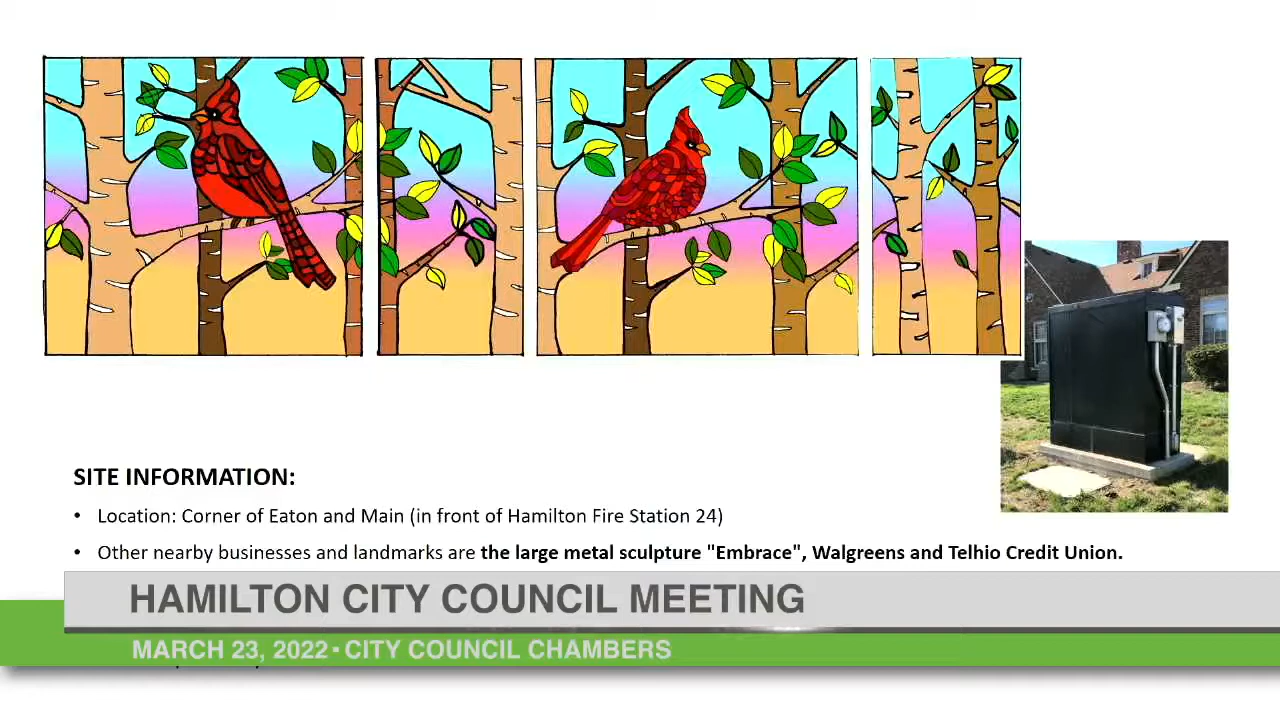 SITE INFORMATION:
• Location: Corner of Eaton and Main (in front of Hamilton Fire Station 24)
• Other nearby businesses and landmarks are the large metal sculpture "Embrace", Walgreens and Telhio Credit Union.
HAMILTON CITY COUNCIL MEETING
MARCH 23, 2022 • CITY COUNCIL CHAMBERS